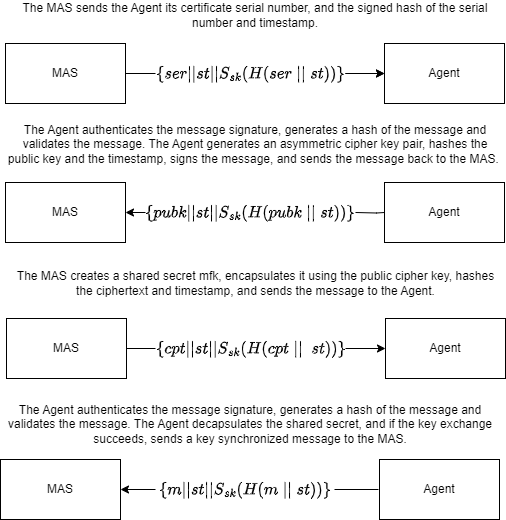 The MAS sends the Agent its certificate serial number, and the signed hash of the serial
number and timestamp.
MAS
{ser||st||S_sk(H(ser || st))}
Agent
The Agent authenticates the message signature, generates a hash of the message and
validates the message. The Agent generates an asymmetric cipher key pair, hashes the
public key and the timestamp, signs the message, and sends the message back to the MAS.
MAS
{pubk||st||S_sk(H(pubk || st))}
Agent
The MAS creates a shared secret mfk, encapsulates it using the public cipher key, hashes
the ciphertext and timestamp, and sends the message to the Agent.
MAS
{cpt||st||S_sk(H(cpt || st))}
Agent
The Agent authenticates the message signature, generates a hash of the message and
validates the message. The Agent decapsulates the shared secret, and if the key exchange
succeeds, sends a key synchronized message to the MAS.
MAS
{m||st||S_sk(H(m || st))}
Agent